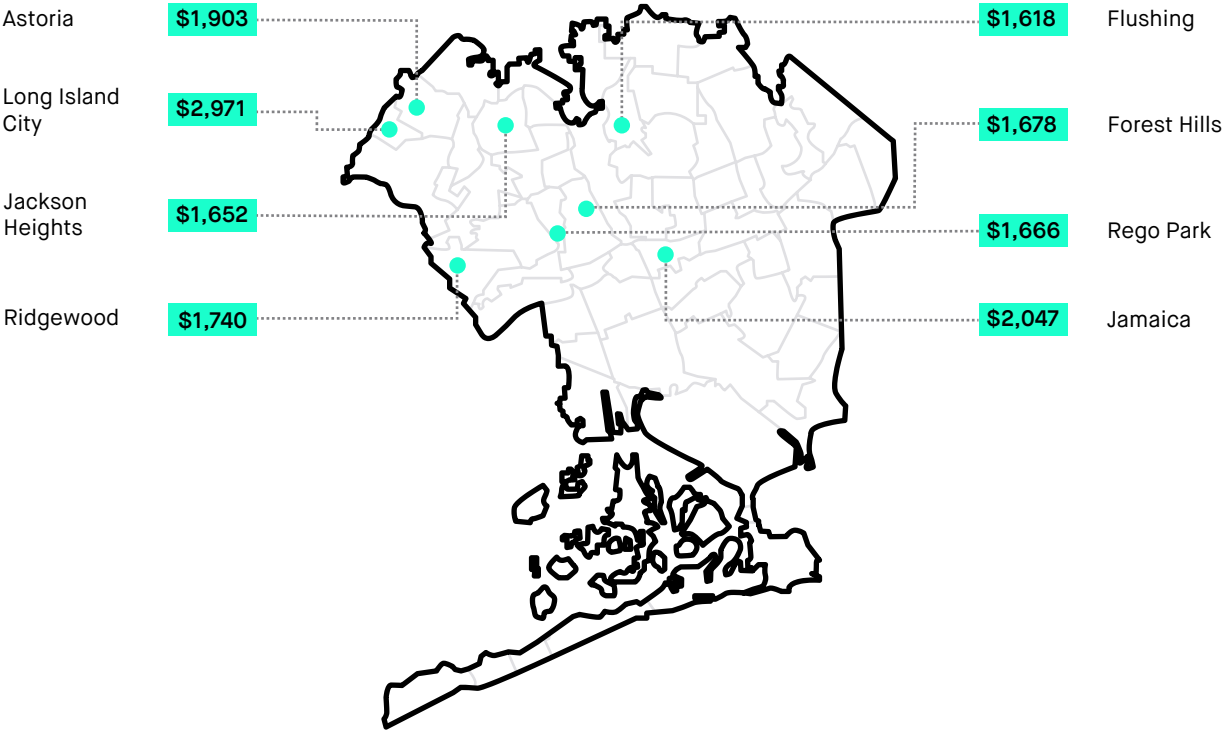 Astoria
$1,903
Long Island
City
$2,971
Jackson
Heights
$1,652
Ridgewood
$1,740
$1,618
Flushing
$1,678
Forest Hills
$1,666
Rego Park
$2,047
Jamaica